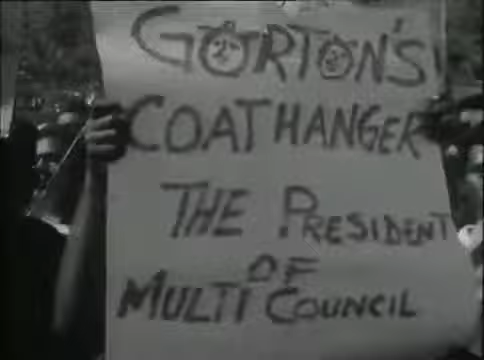 GORTON'S
COATHANGER
THE PRESIDENT
OF
MULTI COUNCIL